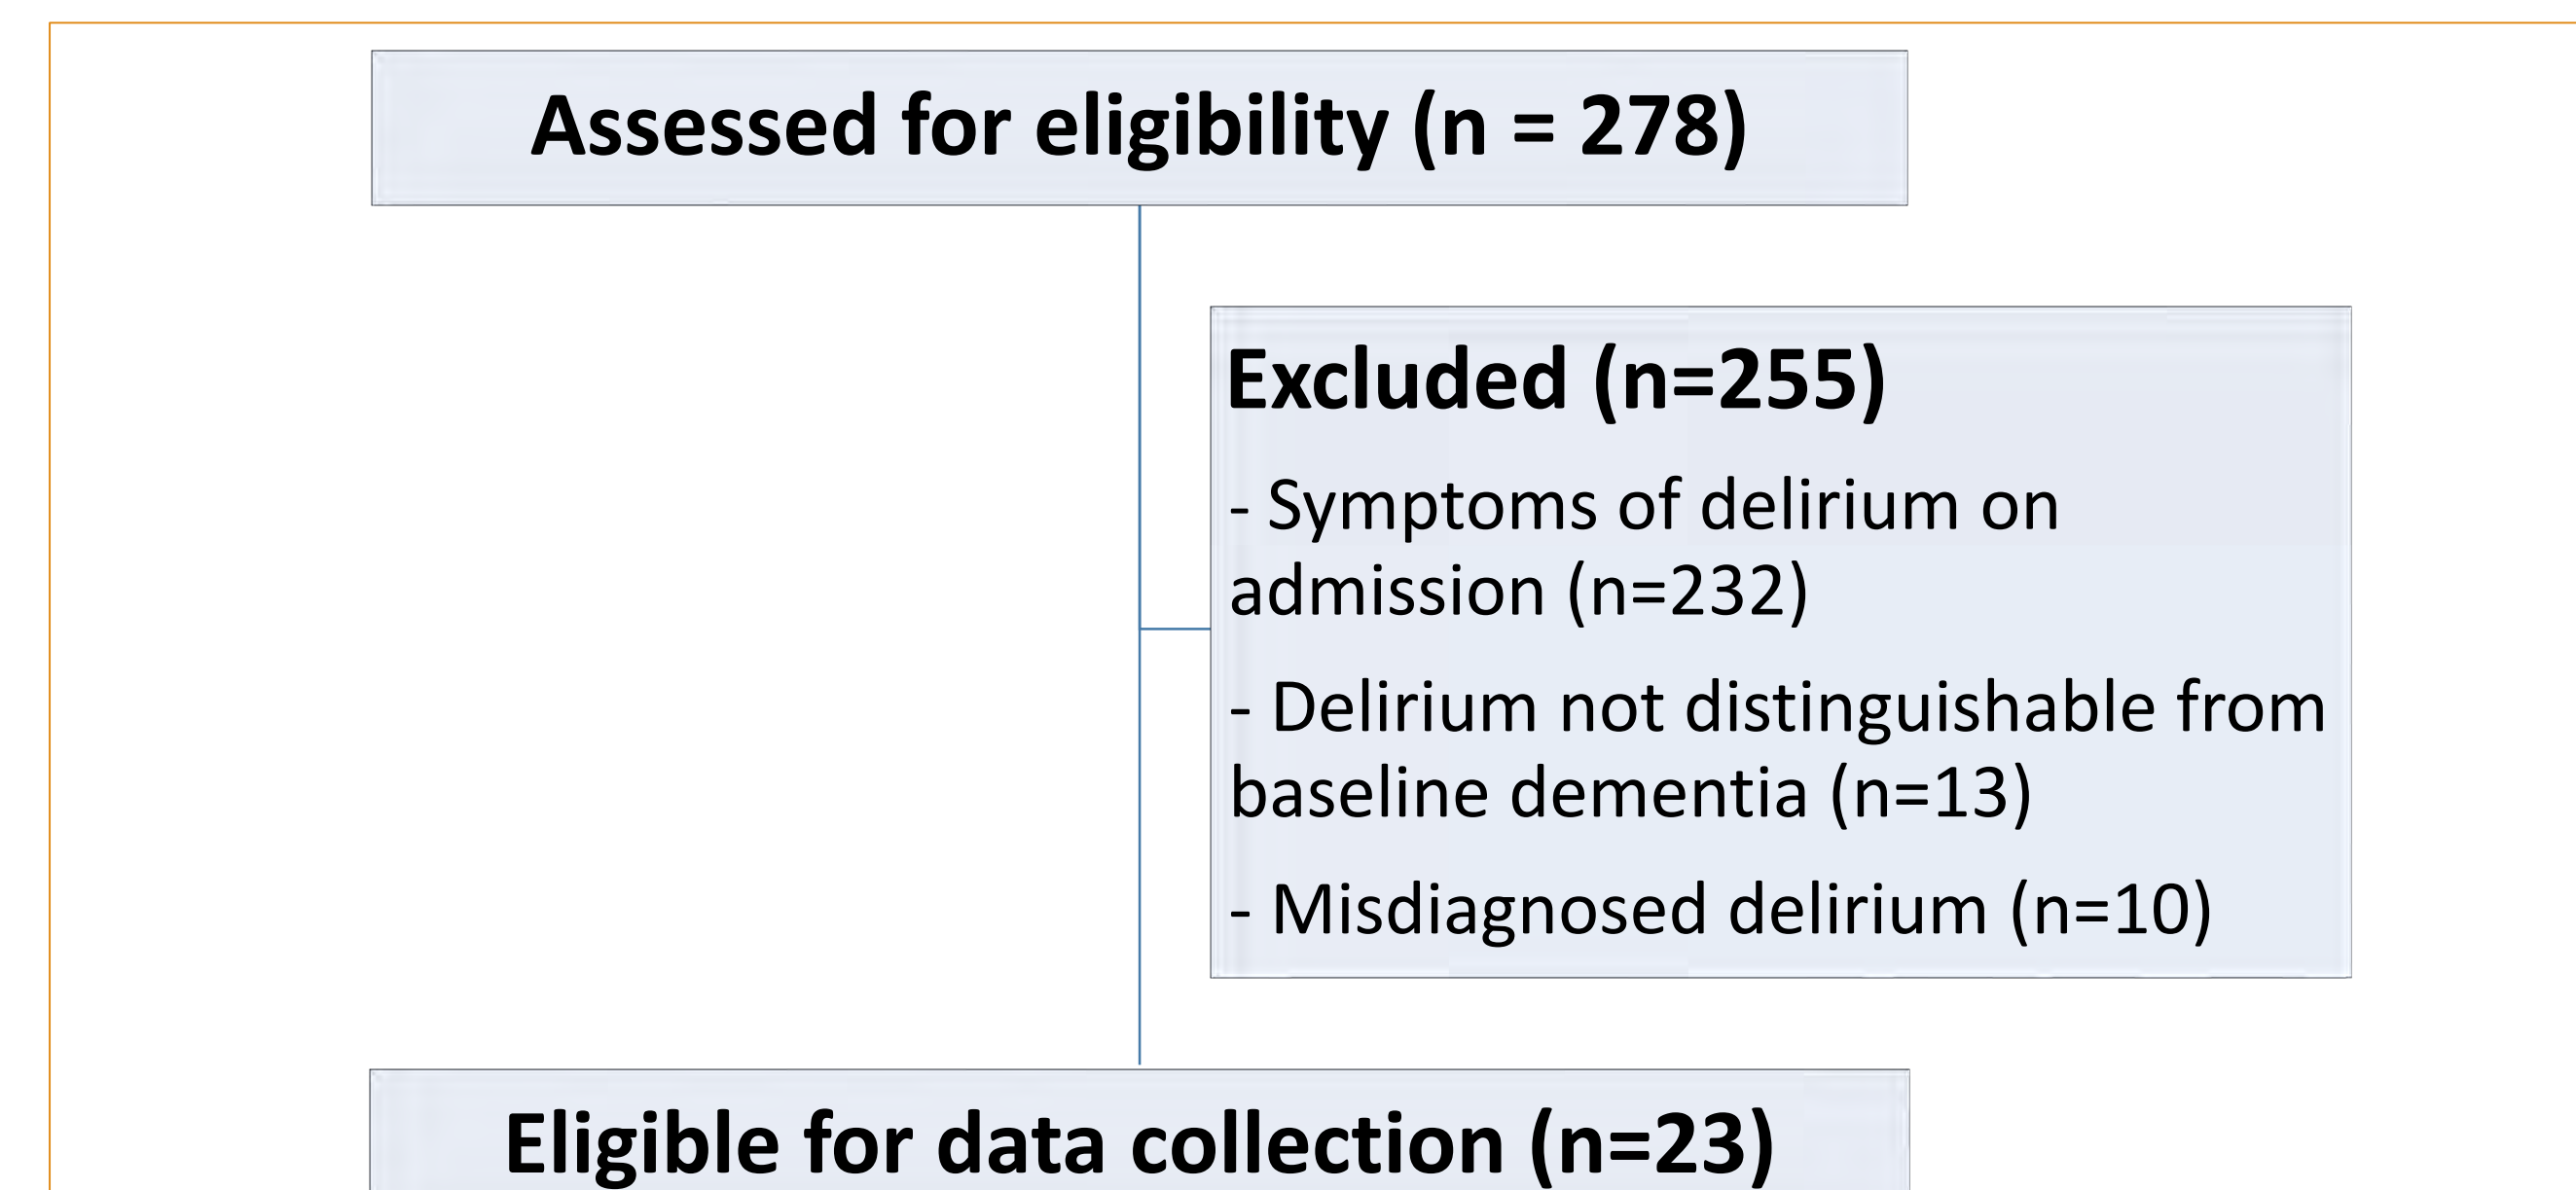 Assessed for eligibility (n = 278)
Excluded (n=255)
- Symptoms of delirium on
admission (n=232)
- Delirium not distinguishable from
baseline dementia (n=13)
- Misdiagnosed delirium (n=10)
Eligible for data collection (n=23)